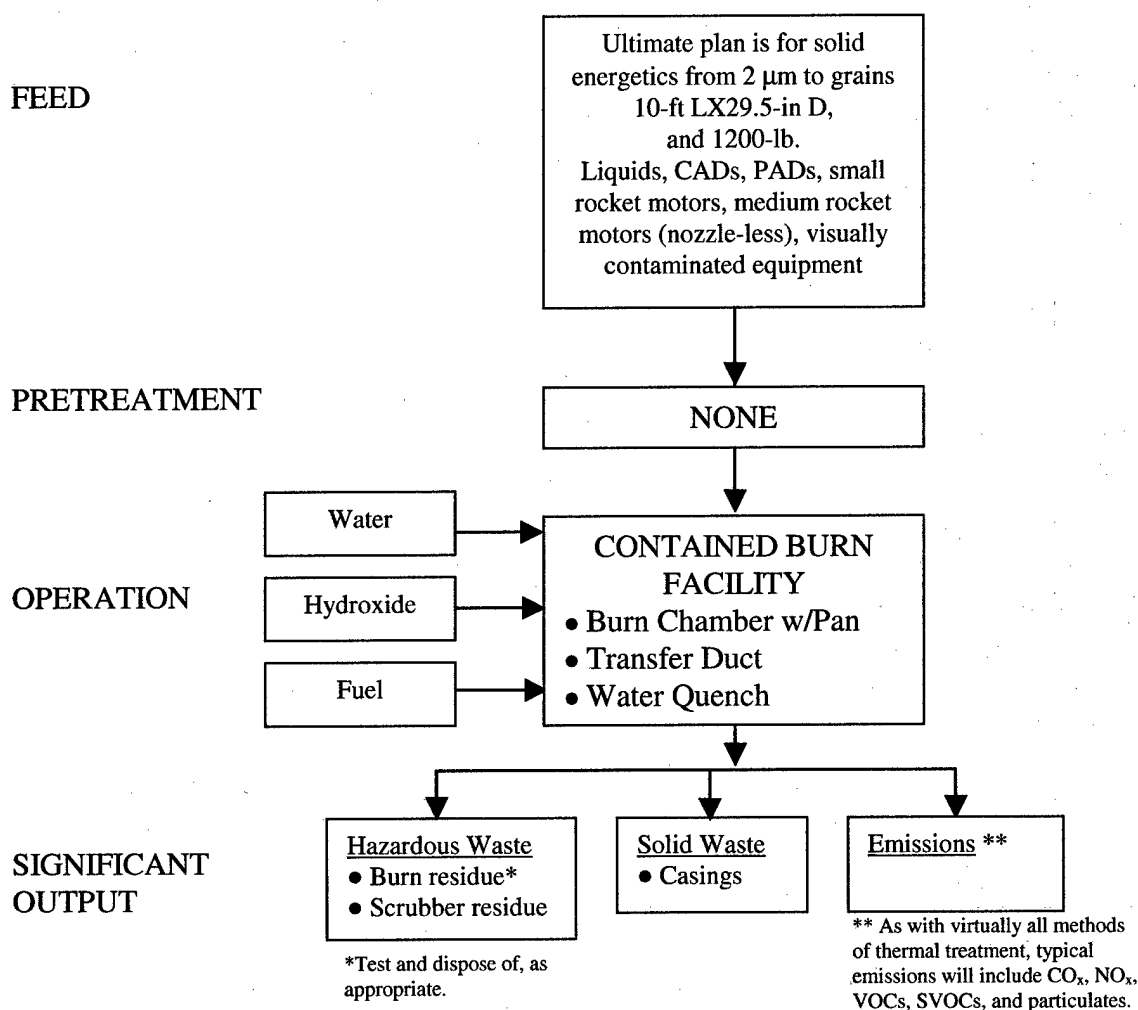 FEED
Ultimate plan is for solid
energetics from 2 µm to grains
10-ft LX29.5-in D,
and 1200-lb.
Liquids, CADs, PADs, small
rocket motors, medium rocket
motors (nozzle-less), visually
contaminated equipment
PRETREATMENT
NONE
OPERATION
Water
Hydroxide
Fuel
CONTAINED BURN
FACILITY
• Burn Chamber w/Pan
• Transfer Duct
• Water Quench
SIGNIFICANT
OUTPUT
Hazardous Waste
• Burn residue*
• Scrubber residue
*Test and dispose of, as
appropriate.
Solid Waste
• Casings
Emissions **
** As with virtually all methods
of thermal treatment, typical
emissions will include COx, NOx,
VOCs, SVOCs, and particulates.